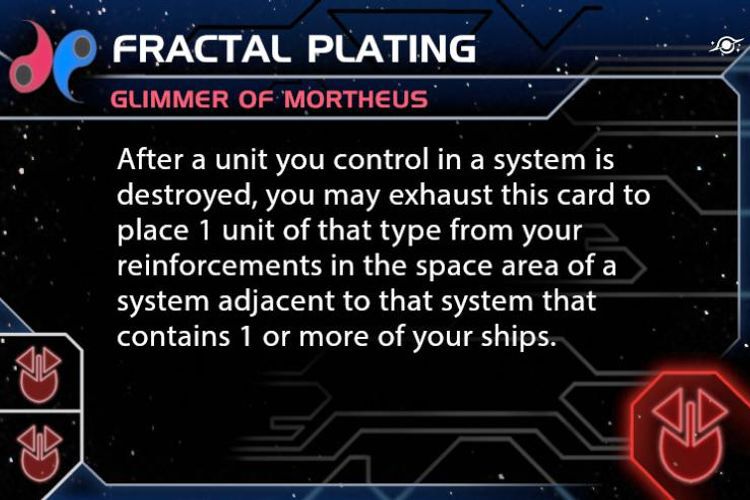 FRACTAL PLATING
GLIMMER OF MORTHEUS
After a unit you control in a system is
destroyed, you may exhaust this card to
place 1 unit of that type from your
reinforcements in the space area of a
system adjacent to that system that
contains 1 or more of your ships.